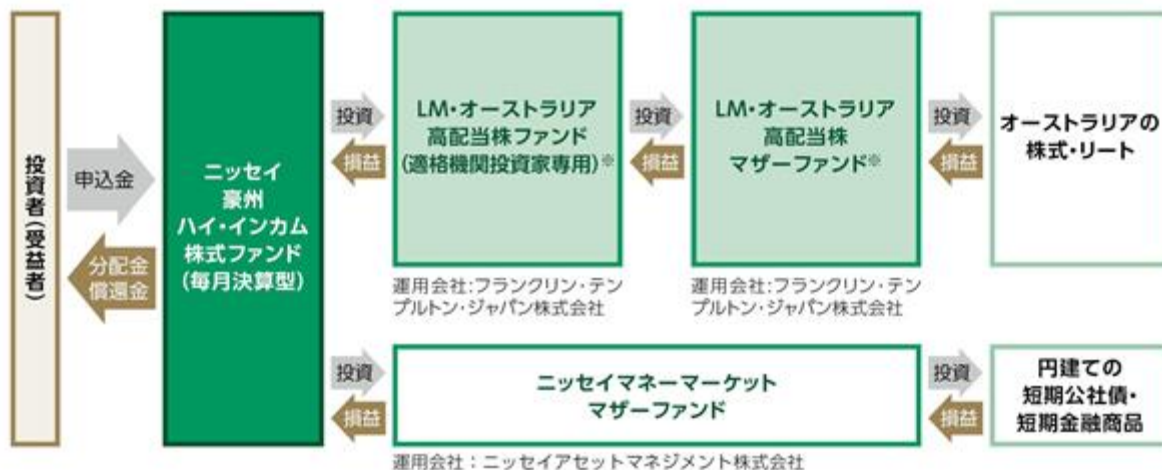 投資者(受益者)
申込金
分配金
償還金
ニッセイ
豪州
ハイ・インカム
株式ファンド
(毎月決算型)
投資
損益
LM・オーストラリア
高配当株ファンド
(適格機関投資家専用)※
運用会社:フランクリン・テン
プルトン・ジャパン株式会社
投資
損益
LM・オーストラリア
高配当株
マザーファンド※
運用会社:フランクリン・テン
プルトン・ジャパン株式会社
投資
損益
オーストラリアの
株式・リート
投資
損益
ニッセイマネーマーケット
マザーファンド
運用会社:ニッセイアセットマネジメント株式会社
投資
損益
円建ての
短期公社債・
短期金融商品